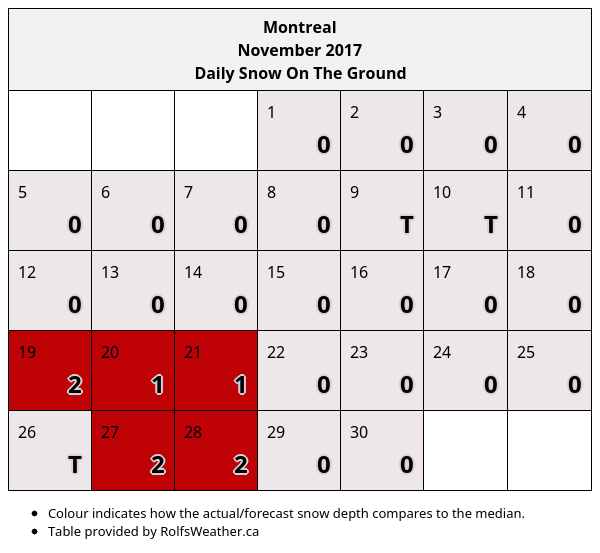 Montreal
November 2017
Daily Snow On The Ground
1 2 3 4
0 0 0 0
5 6 7 8 9 10 11
0 0 0 0 T T 0
12 13 14 15 16 17 18
0 0 0 0 0 0 0
19 20 21 22 23 24 25
2 1 1 0 0 0 0
26 27 28 29 30
T 2 2 0 0
• Colour indicates how the actual/forecast snow depth compares to the median.
• Table provided by RolfsWeather.ca